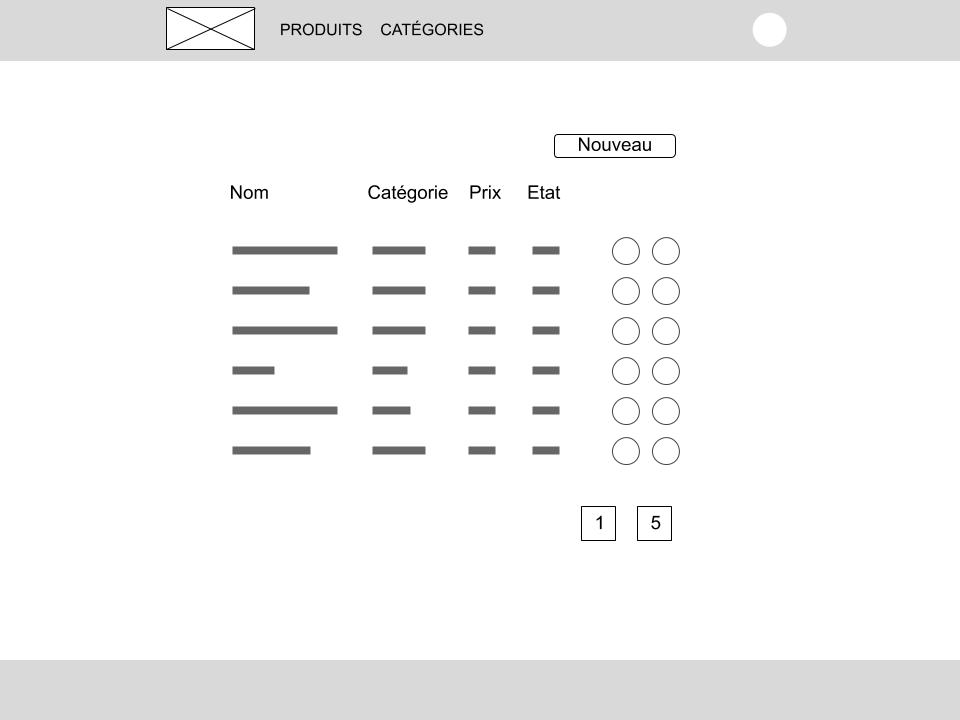 PRODUITS CATÉGORIES
Nouveau
Nom Catégorie Prix Etat
1 5